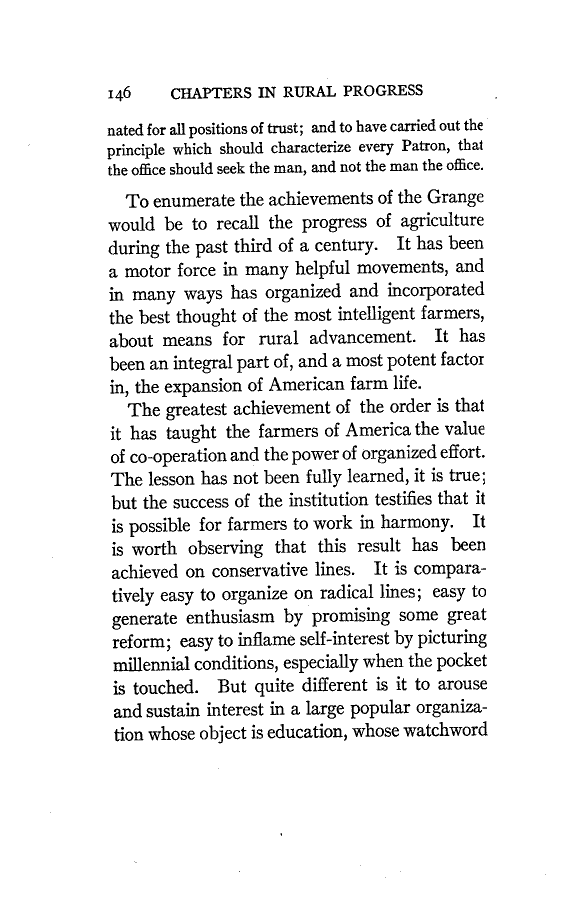 146 CHAPTERS IN RURAL PROGRESS
nated for all positions of trust; and to have carried out the
principle which should characterize every Patron, that
the office should seek the man, and not the man the office.
To enumerate the achievements of the Grange
would be to recall the progress of agriculture
during the past third of a century. It has been
a motor force in many helpful movements, and
in many ways has organized and incorporated
the best thought of the most intelligent farmers,
about means for rural advancement. It has
been an integral part of, and a most potent factor
in, the expansion of American farm life.
The greatest achievement of the order is that
it has taught the farmers of America the value
of co-operation and the power of organized effort.
The lesson has not been fully learned, it is true;
but the success of the institution testifies that it
is possible for farmers to work in harmony. It
is worth observing that this result has been
achieved on conservative lines. It is compara-
tively easy to organize on radical lines; easy to
generate enthusiasm by promising some great
reform; easy to inflame self-interest by picturing
millennial conditions, especially when the pocket
is touched. But quite different is it to arouse
and sustain interest in a large popular organiza-
tion whose object is education, whose watchword